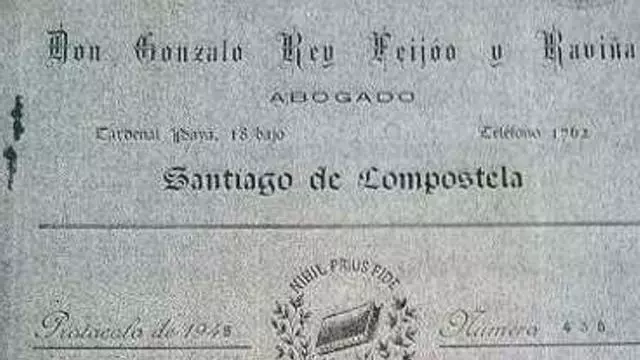 Don Gonzalo Rey Feijóo y Raviña
ABOGADO
Cardenal Payá, 18 bajo Teléfono 1762
Santiago de Compostela
NIHIL PRIUS FIDE
Protocolo de 1948 Número 436